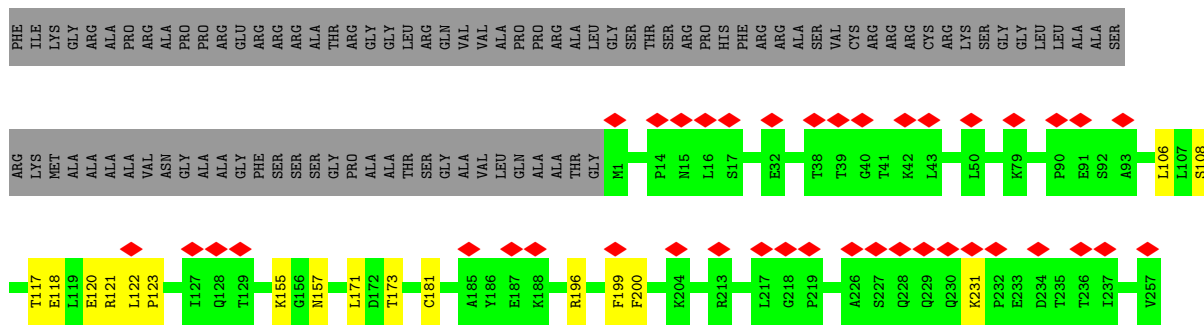 PHE ILE LYS GLY ARG ALA PRO ARG ALA PRO PRO ARG GLU ARG ARG ARG ALA THR ARG GLY GLY LEU ARG GLN VAL VAL ALA PRO PRO ARG ALA LEU GLY SER THR SER ARG PRO HIS PHE ARG ARG ALA SER VAL CYS ARG ARG ARG CYS ARG LYS SER GLY GLY LEU LEU ALA ALA SER
ARG LYS MET ALA ALA ALA ALA VAL ASN GLY ALA ALA GLY PHE SER SER SER GLY PRO ALA ALA THR SER GLY ALA VAL LEU GLN ALA ALA THR GLY M1 P14 N15 L16 S17 E32 T38 T39 G40 T41 K42 L43 L50 K79 P90 E91 S92 A93 L106 L107 S108
T117 E118 L119 E120 R121 L122 P123 I127 Q128 T129 K155 G156 N157 L171 D172 T173 C181 A185 Y186 E187 K188 R196 F199 F200 K204 R213 L217 G218 P219 A226 S227 Q228 Q229 Q230 K231 P232 E233 D234 T235 T236 I237 V257